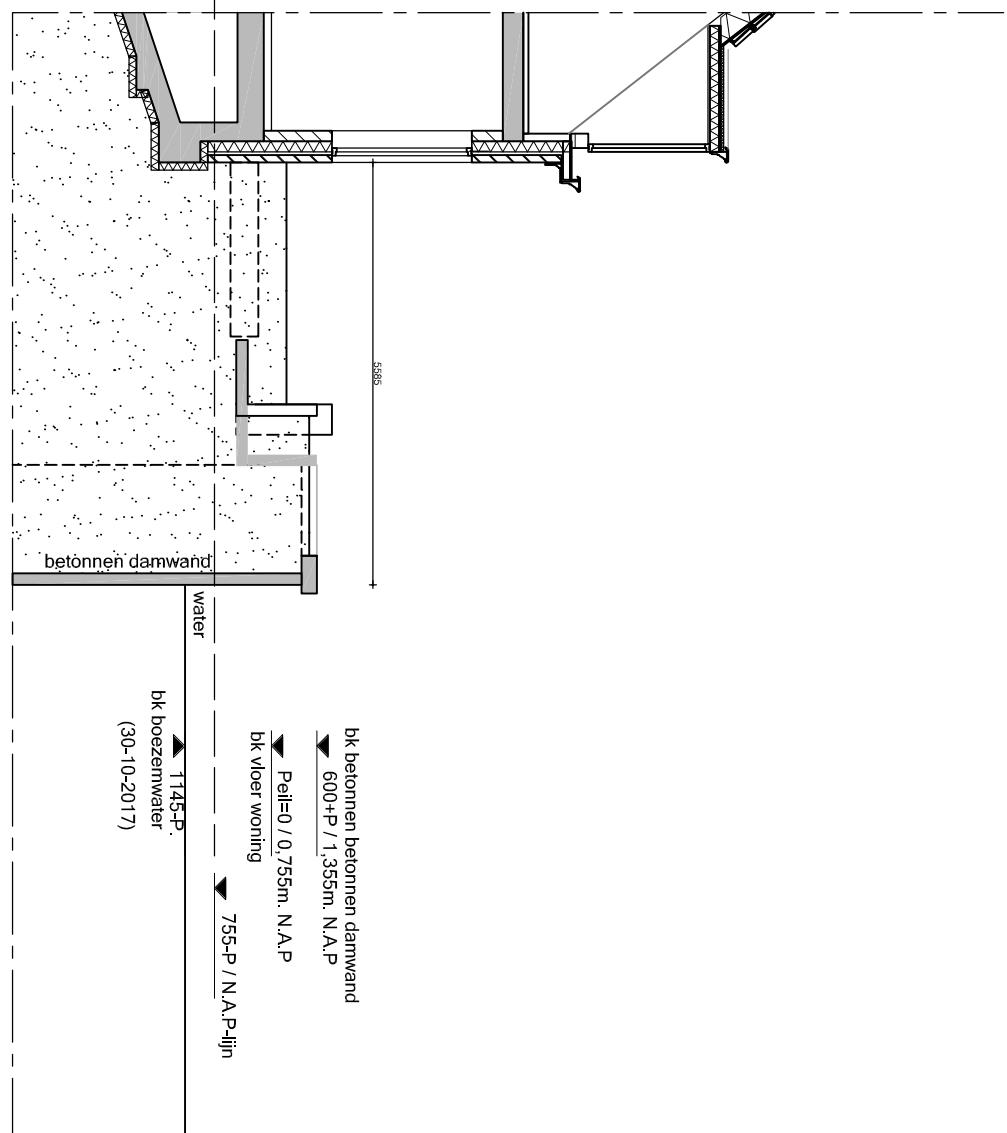 5585
betonnen damwand
water
bk betonnen betonnen damwand
600+P / 1,355m. N.A.P
Peil=0 / 0,755m. N.A.P
bk vloer woning
755-P / N.A.P-lijn
1145-P.
bk boezemwater
(30-10-2017)